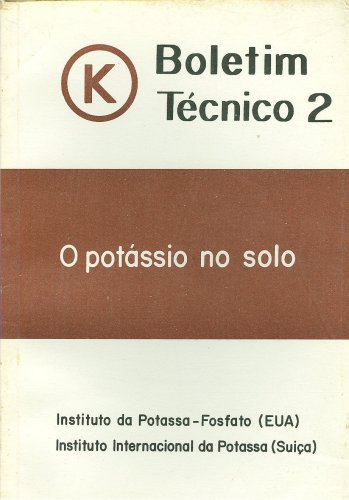 K
Boletim
Técnico 2
O potássio no solo
Instituto da Potassa-Fosfato (EUA)
Instituto Internacional da Potassa (Suiça)